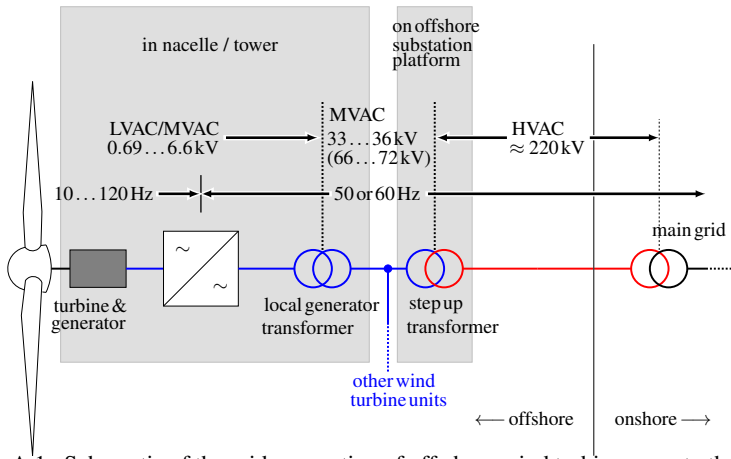 in nacelle / tower
on offshore
substation
platform
LVAC/MVAC
0.69...6.6 kV
MVAC
33...36 kV
(66...72 kV)
HVAC
≈ 220 kV
10...120 Hz
50 or 60 Hz
main grid
~
~
turbine &
generator
local generator
transformer
step up
transformer
other wind
turbine units
⟵ offshore
onshore ⟶